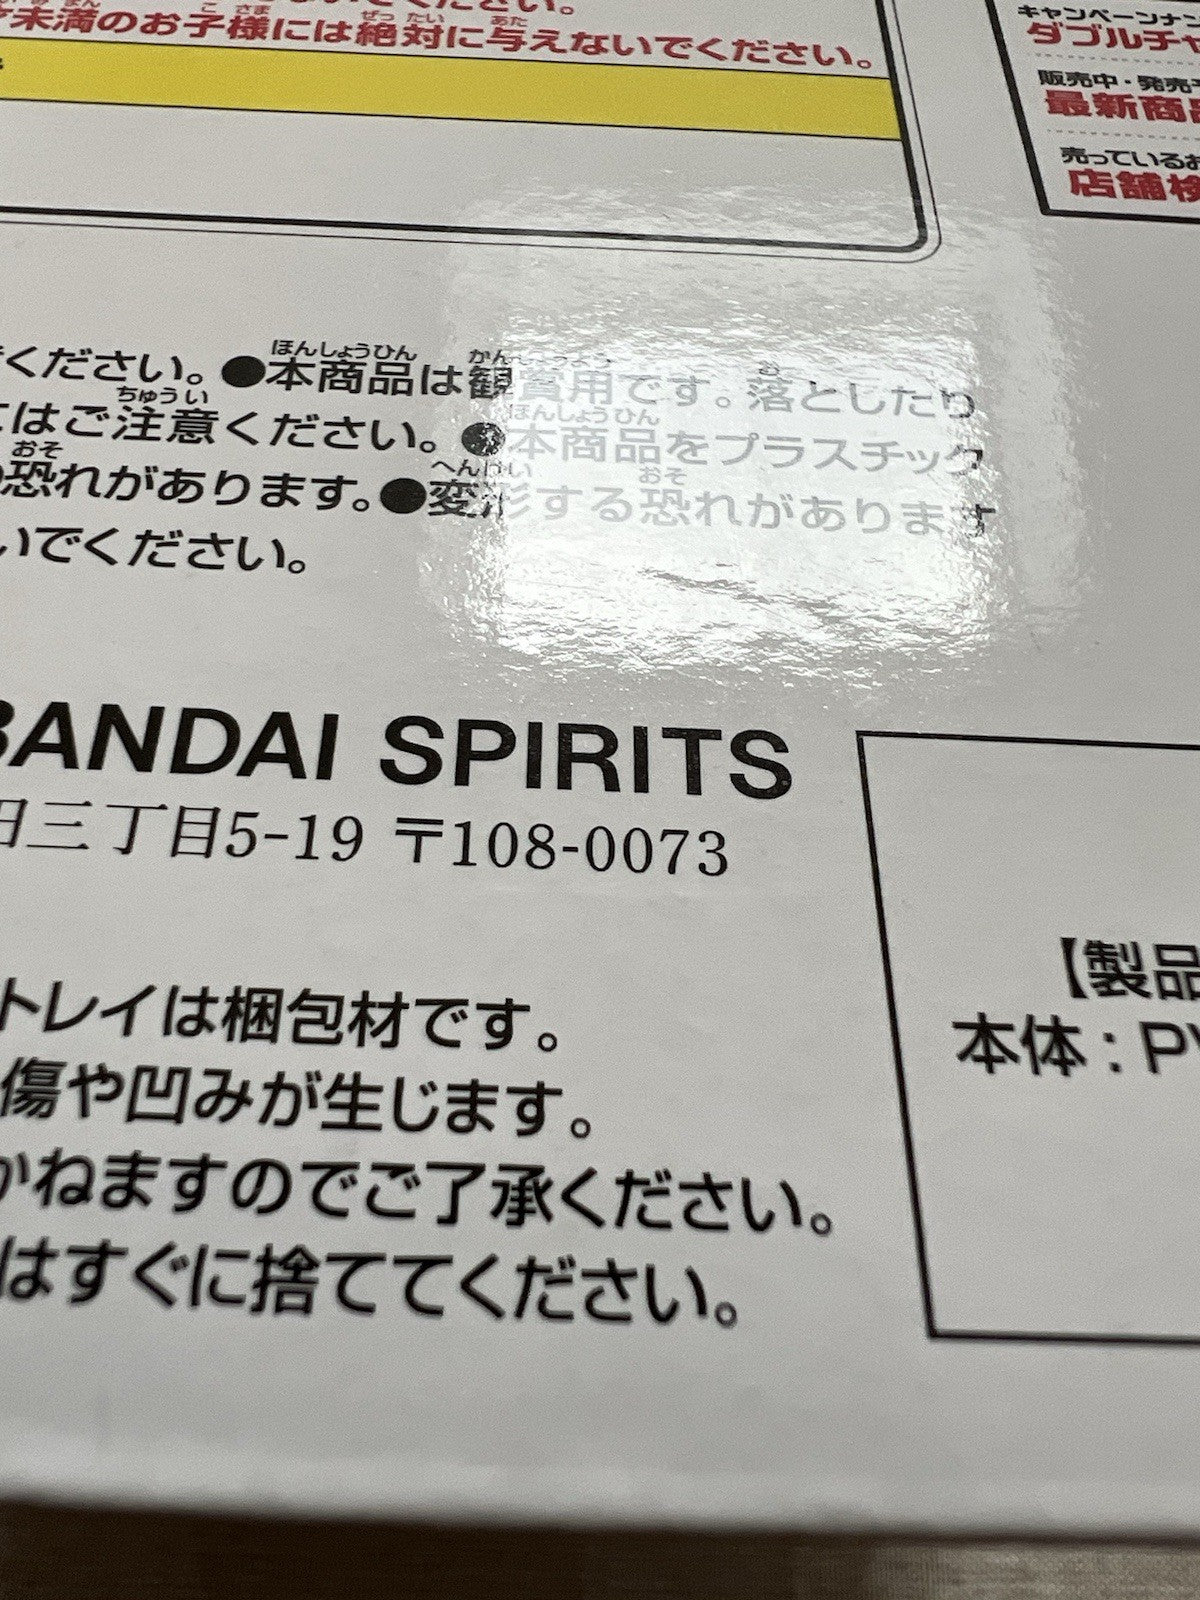 未満のお子様には絶対に与えないでください。
キャンペーンナン
ダブルチャ
販売中・発売
最新商品
売っているお
店舗検
ください。●本商品は観賞用です。落としたり
はご注意ください。●本商品をプラスチック
恐れがあります。●変形する恐れがあります
いでください。
BANDAI SPIRITS
田三丁目5-19 〒108-0073
トレイは梱包材です。
傷や凹みが生じます。
かねますのでご了承ください。
はすぐに捨ててください。
【製品
本体：PV